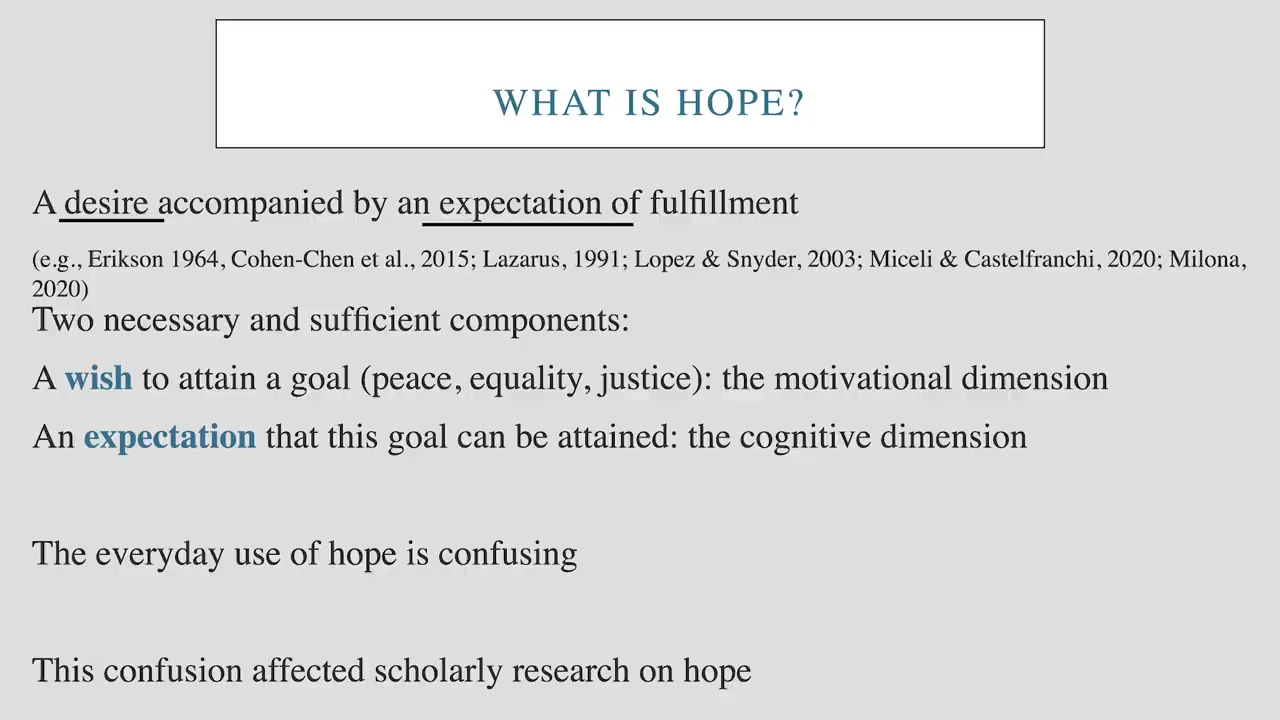 WHAT IS HOPE?
A desire accompanied by an expectation of fulfillment
(e.g., Erikson 1964, Cohen-Chen et al., 2015; Lazarus, 1991; Lopez & Snyder, 2003; Miceli & Castelfranchi, 2020; Milona,
2020)
Two necessary and sufficient components:
A wish to attain a goal (peace, equality, justice): the motivational dimension
An expectation that this goal can be attained: the cognitive dimension
The everyday use of hope is confusing
This confusion affected scholarly research on hope